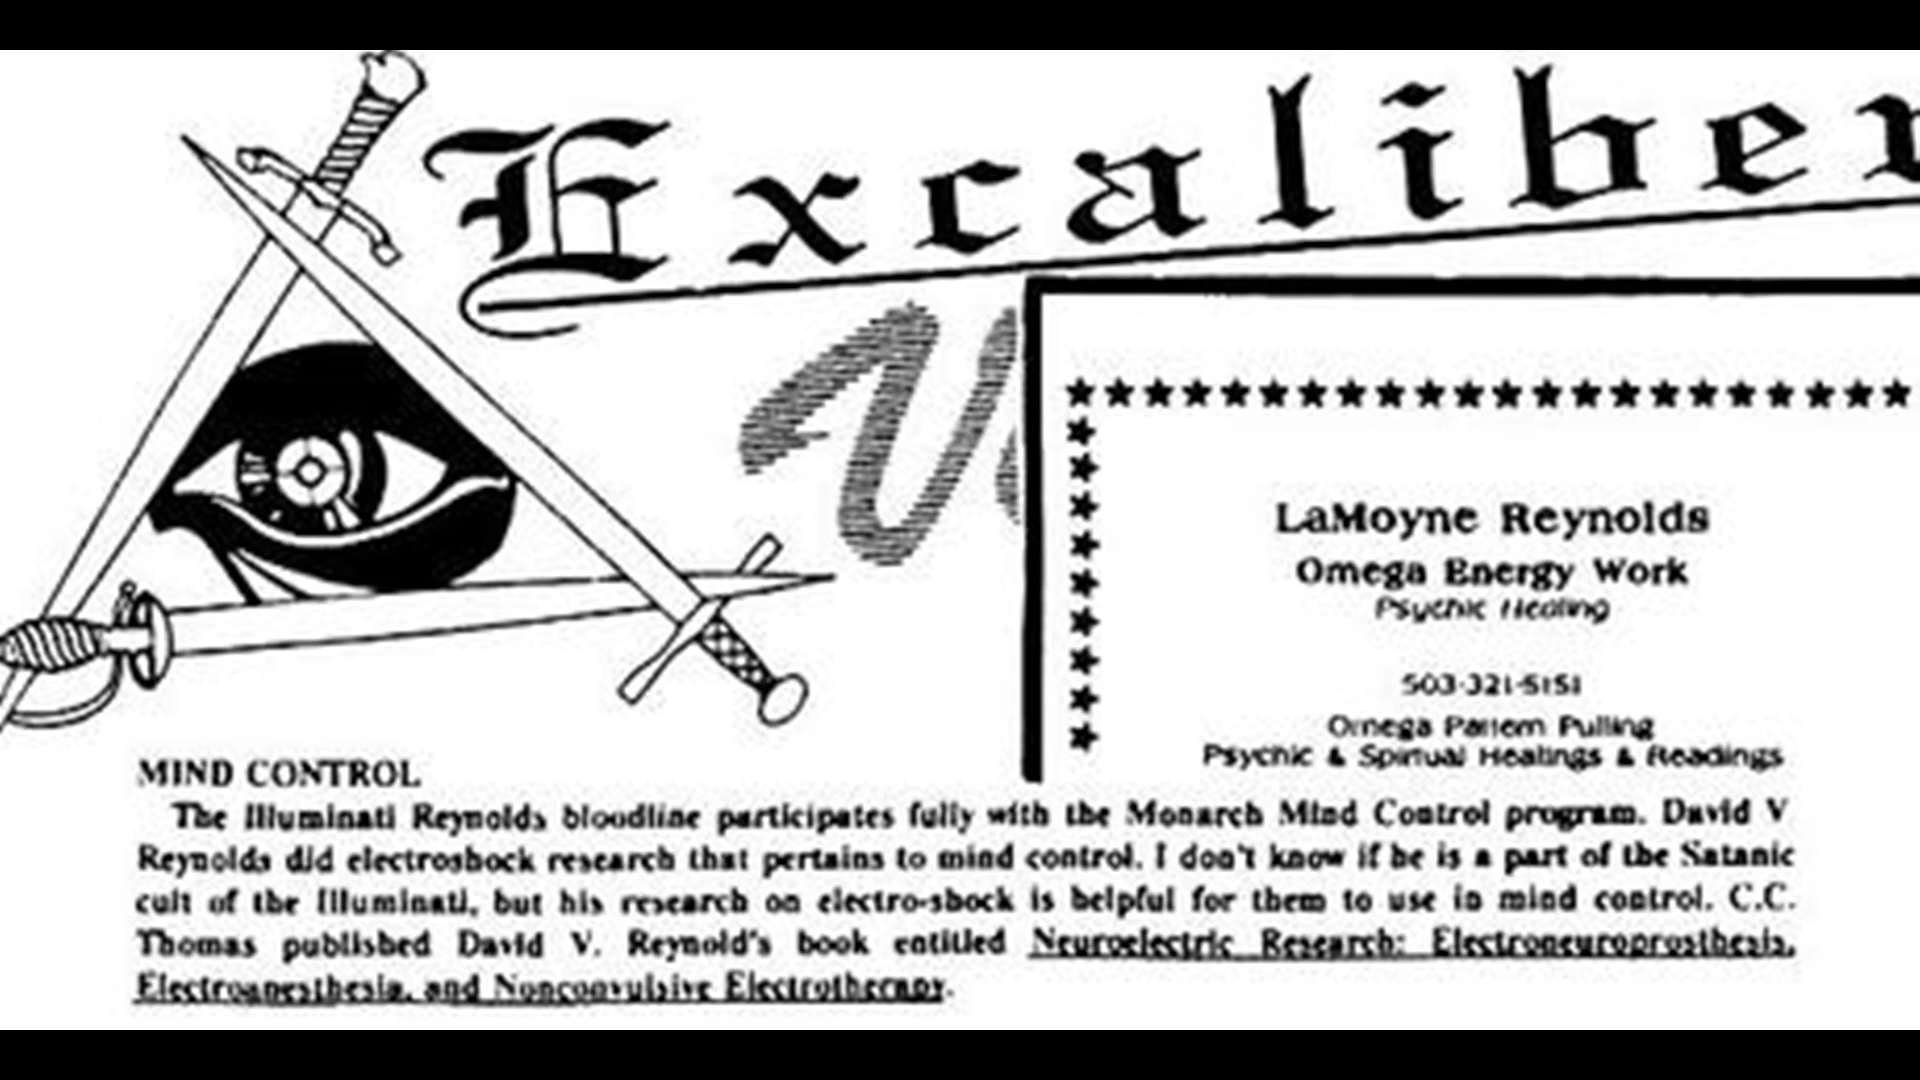 Excaliber
LaMoyne Reynolds
Omega Energy Work
Psychic Healing
503-321-5151
Omega Pattern Pulling
Psychic & Spiritual Healings & Readings
MIND CONTROL
The Illuminati Reynolds bloodline participates fully with the Monarch Mind Control program. David V
Reynolds did electroshock research that pertains to mind control. I don't know if he is a part of the Satanic
cult of the Illuminati, but his research on electro-shock is helpful for them to use in mind control. C.C.
Thomas published David V. Reynold's book entitled Neuroelectric Research: Electroneuroprosthesis,
Electroanesthesia, and Nonconvulsive Electrotherapy.